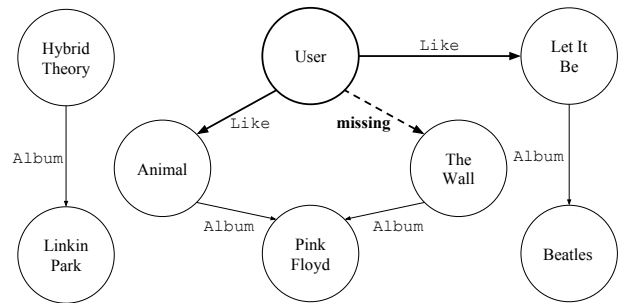 Hybrid
Theory
User
Like
Let It
Be
Like
missing
Album
Animal
The
Wall
Album
Album
Album
Linkin
Park
Pink
Floyd
Beatles